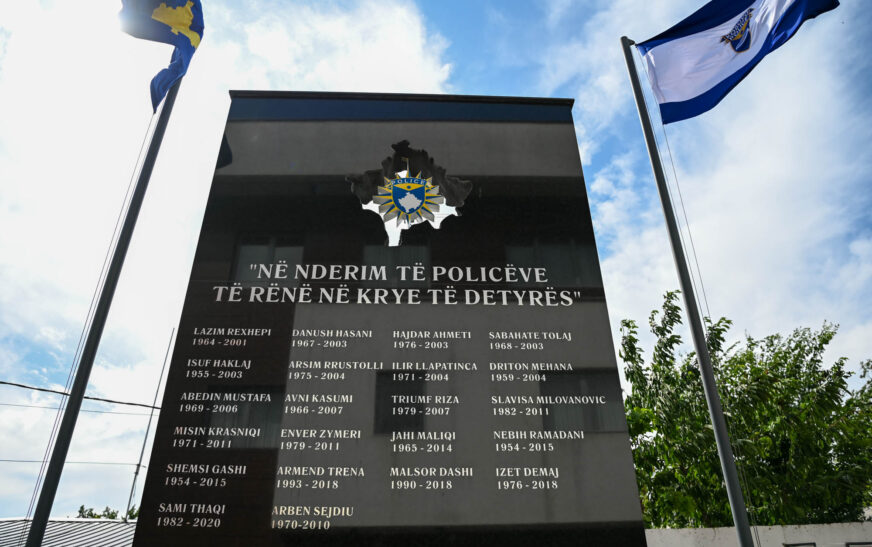 POLICE
"NË NDERIM TË POLICËVE
TË RËNË NË KRYE TË DETYRËS"
LAZIM REXHEPI
1964 - 2001
DANUSH HASANI
1967 - 2003
HAJDAR AHMETI
1976 - 2003
SABAHATE TOLAJ
1968 - 2003
ISUF HAKLAJ
1955 - 2003
ARSIM RRUSTOLLI
1975 - 2004
ILIR LLAPATINCA
1971 - 2004
DRITON MEHANA
1959 - 2004
ABEDIN MUSTAFA
1969 - 2006
AVNI KASUMI
1966 - 2007
TRIUMF RIZA
1979 - 2007
SLAVISA MILOVANOVIC
1982 - 2011
MISIN KRASNIQI
1971 - 2011
ENVER ZYMERI
1979 - 2011
JAHI MALIQI
1965 - 2014
NEBIH RAMADANI
1954 - 2015
SHEMSI GASHI
1954 - 2015
ARMEND TRENA
1993 - 2018
MALSOR DASHI
1990 - 2018
IZET DEMAJ
1976 - 2018
SAMI THAQI
1982 - 2020
ARBEN SEJDIU
1970-2010